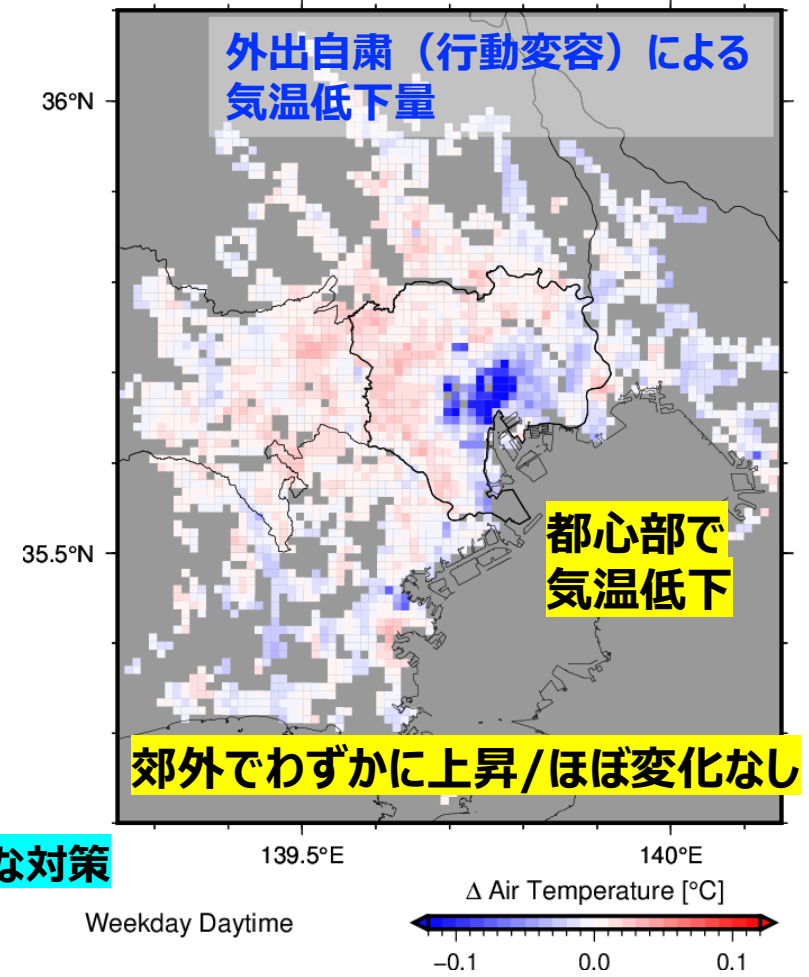 外出自粛（行動変容）による
気温低下量
36°N
35.5°N
都心部で
気温低下
郊外でわずかに上昇/ほぼ変化なし
な対策
139.5°E
140°E
Δ Air Temperature [°C]
Weekday Daytime
−0.1
0.0
0.1